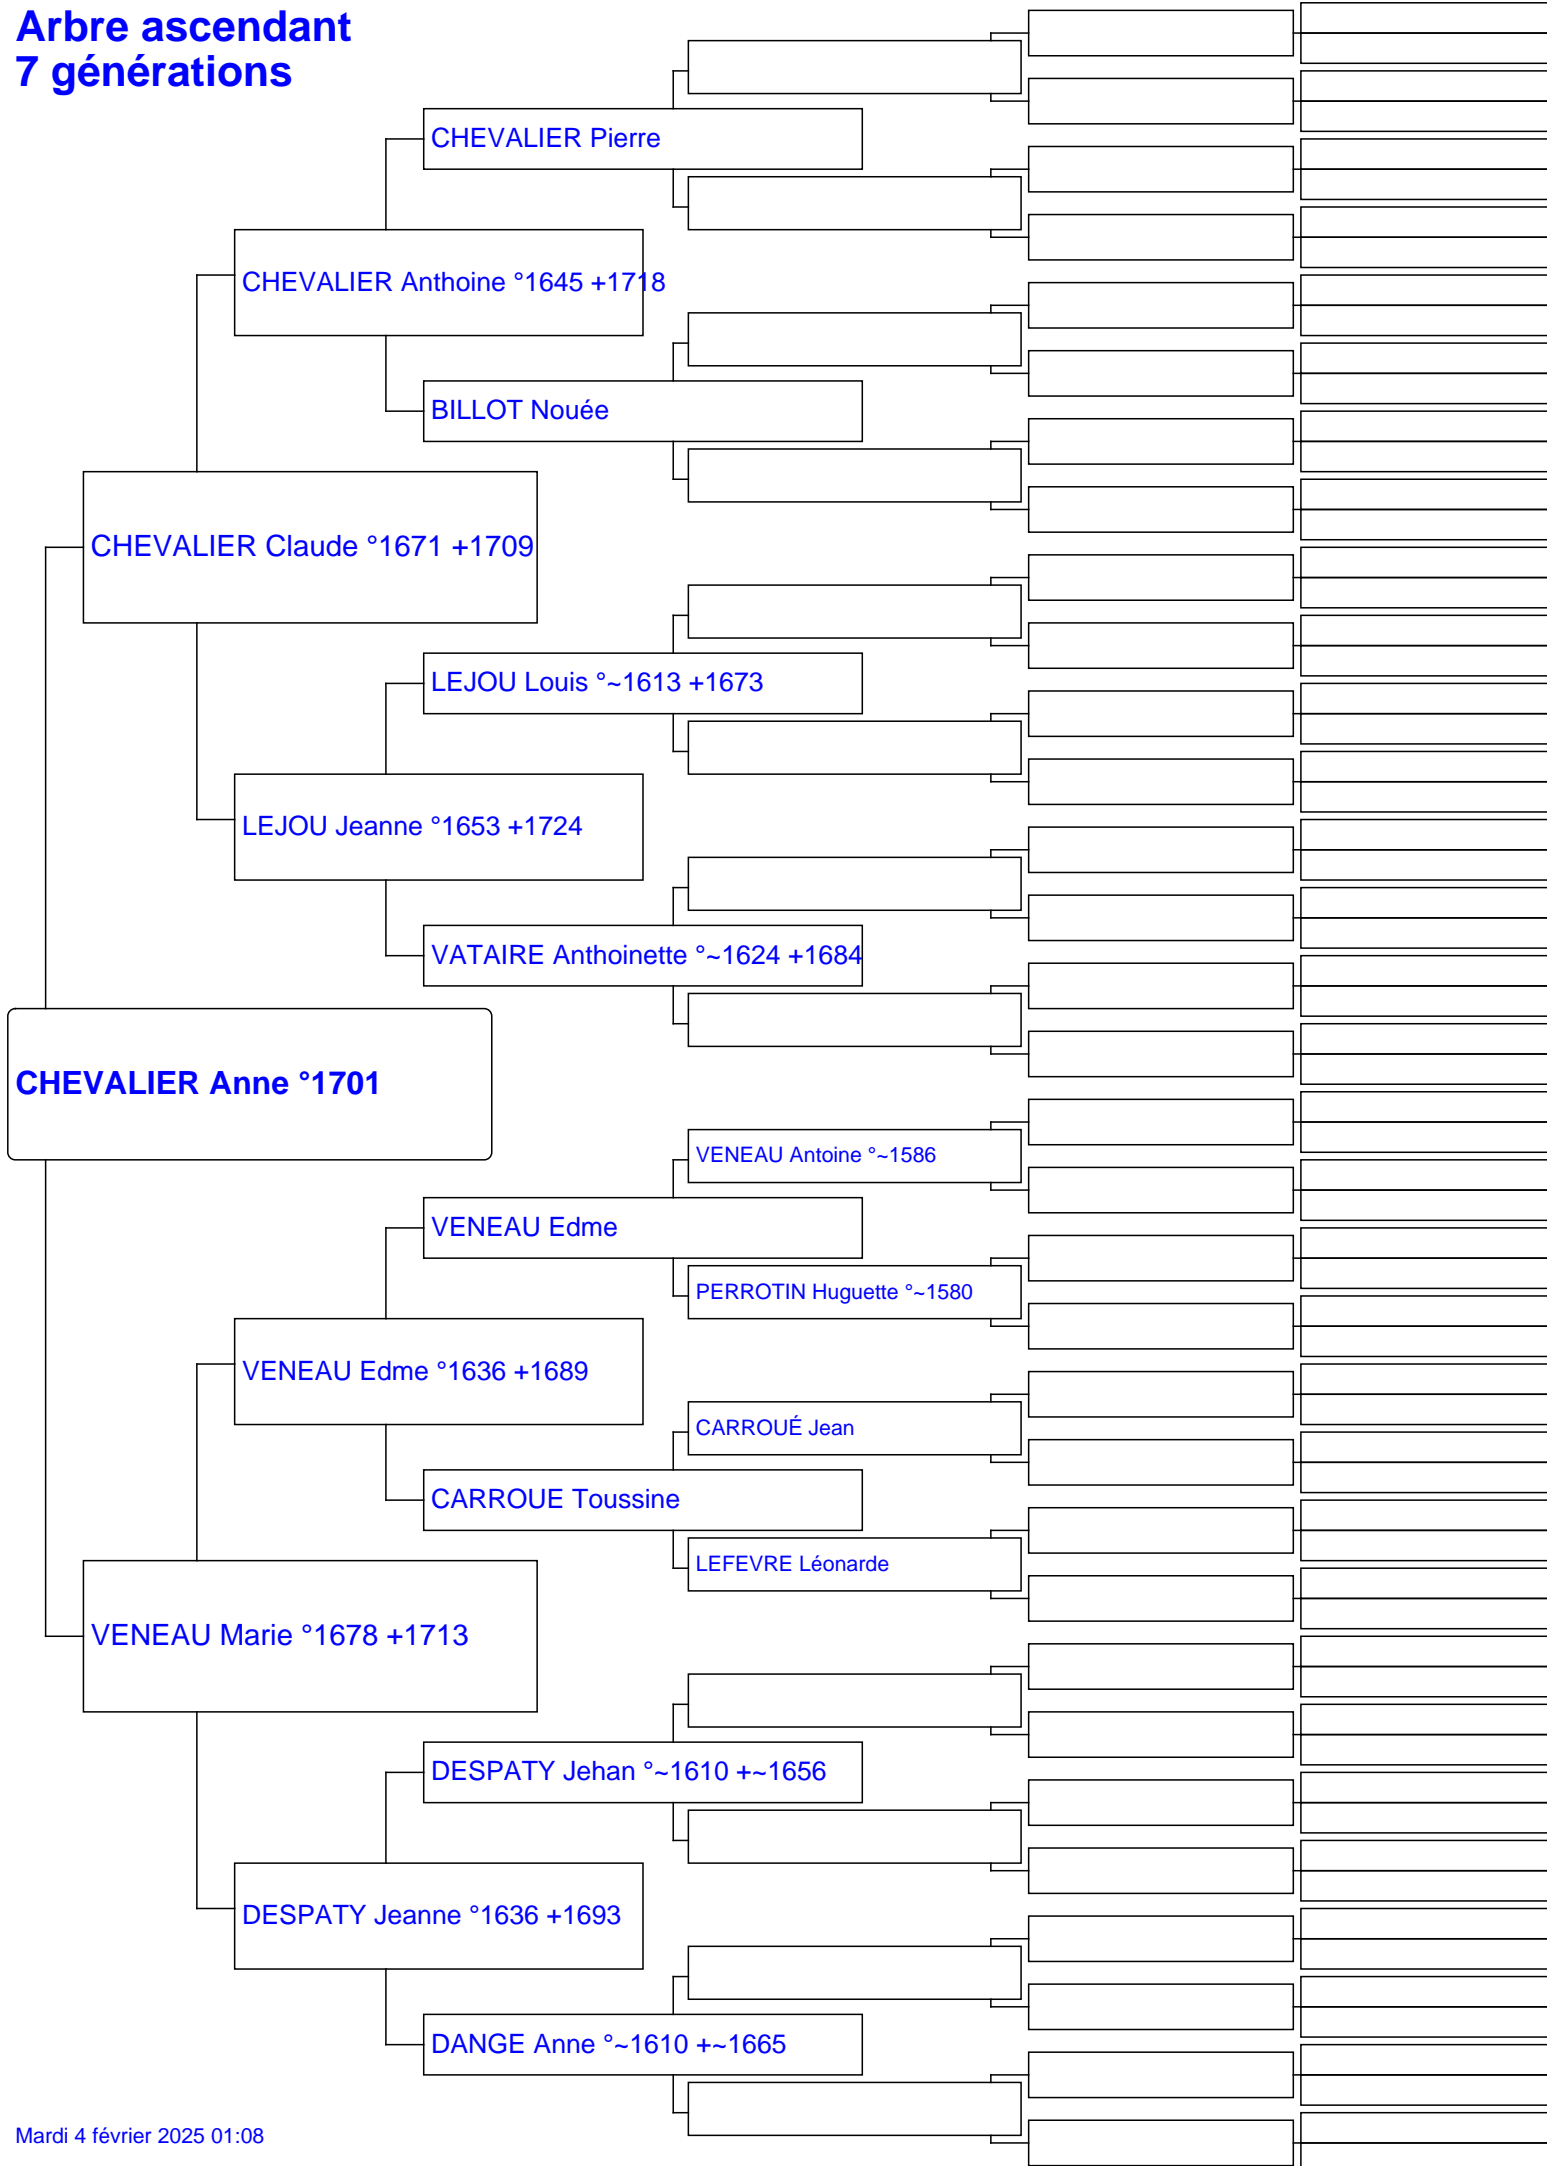 Arbre ascendant
7 générations
CHEVALIER Pierre
CHEVALIER Anthoine °1645 +1718
BILLOT Nouée
CHEVALIER Claude °1671 +1709
LEJOU Louis °~1613 +1673
LEJOU Jeanne °1653 +1724
VATAIRE Anthoinette °~1624 +1684
CHEVALIER Anne °1701
VENEAU Antoine °~1586
VENEAU Edme
PERROTIN Huguette °~1580
VENEAU Edme °1636 +1689
CARROUÉ Jean
CARROUE Toussine
LEFEVRE Léonarde
VENEAU Marie °1678 +1713
DESPATY Jehan °~1610 +~1656
DESPATY Jeanne °1636 +1693
DANGE Anne °~1610 +~1665
Mardi 4 février 2025 01:08